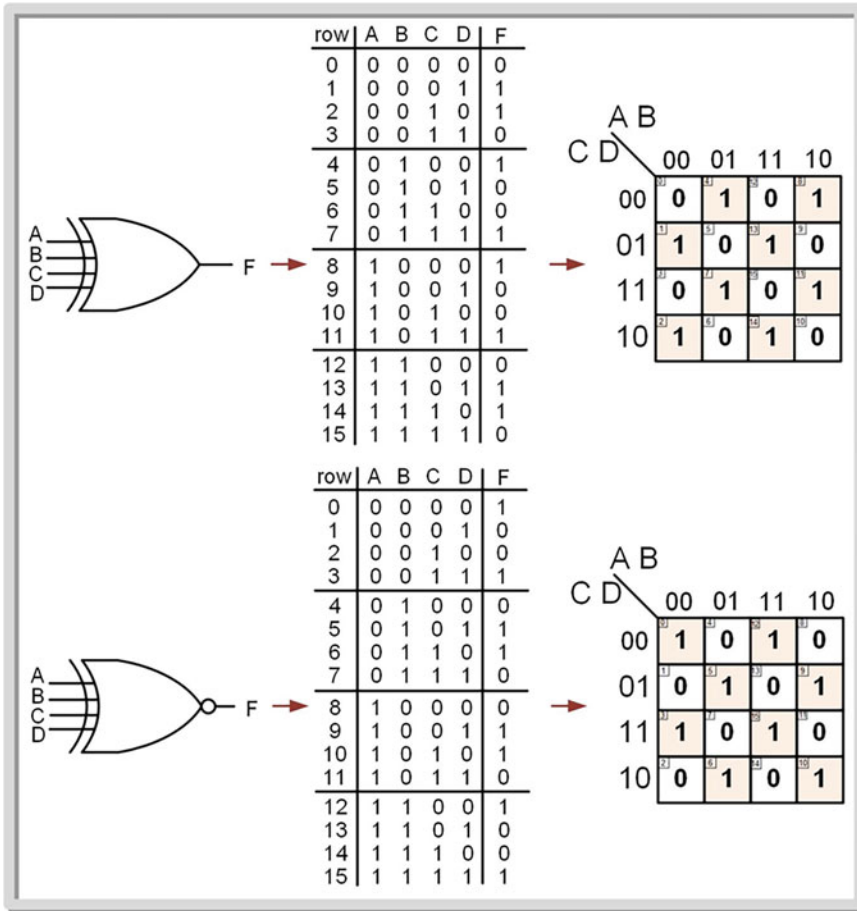 row A B C D F
0 0 0 0 0 0
1 0 0 0 1 1
2 0 0 1 0 1
3 0 0 1 1 0
4 0 1 0 0 1
5 0 1 0 1 0
6 0 1 1 0 0
7 0 1 1 1 1
8 1 0 0 0 1
9 1 0 0 1 0
10 1 0 1 0 0
11 1 0 1 1 1
12 1 1 0 0 0
13 1 1 0 1 1
14 1 1 1 0 1
15 1 1 1 1 0
A
B
C
D
F
A B
C D
00 01 11 10
00 0 1 0 1
01 1 0 1 0
11 0 1 0 1
10 1 0 1 0
row A B C D F
0 0 0 0 0 1
1 0 0 0 1 0
2 0 0 1 0 0
3 0 0 1 1 1
4 0 1 0 0 0
5 0 1 0 1 1
6 0 1 1 0 1
7 0 1 1 1 0
8 1 0 0 0 0
9 1 0 0 1 1
10 1 0 1 0 1
11 1 0 1 1 0
12 1 1 0 0 1
13 1 1 0 1 0
14 1 1 1 0 0
15 1 1 1 1 1
A
B
C
D
F
A B
C D
00 01 11 10
00 1 0 1 0
01 0 1 0 1
11 1 0 1 0
10 0 1 0 1